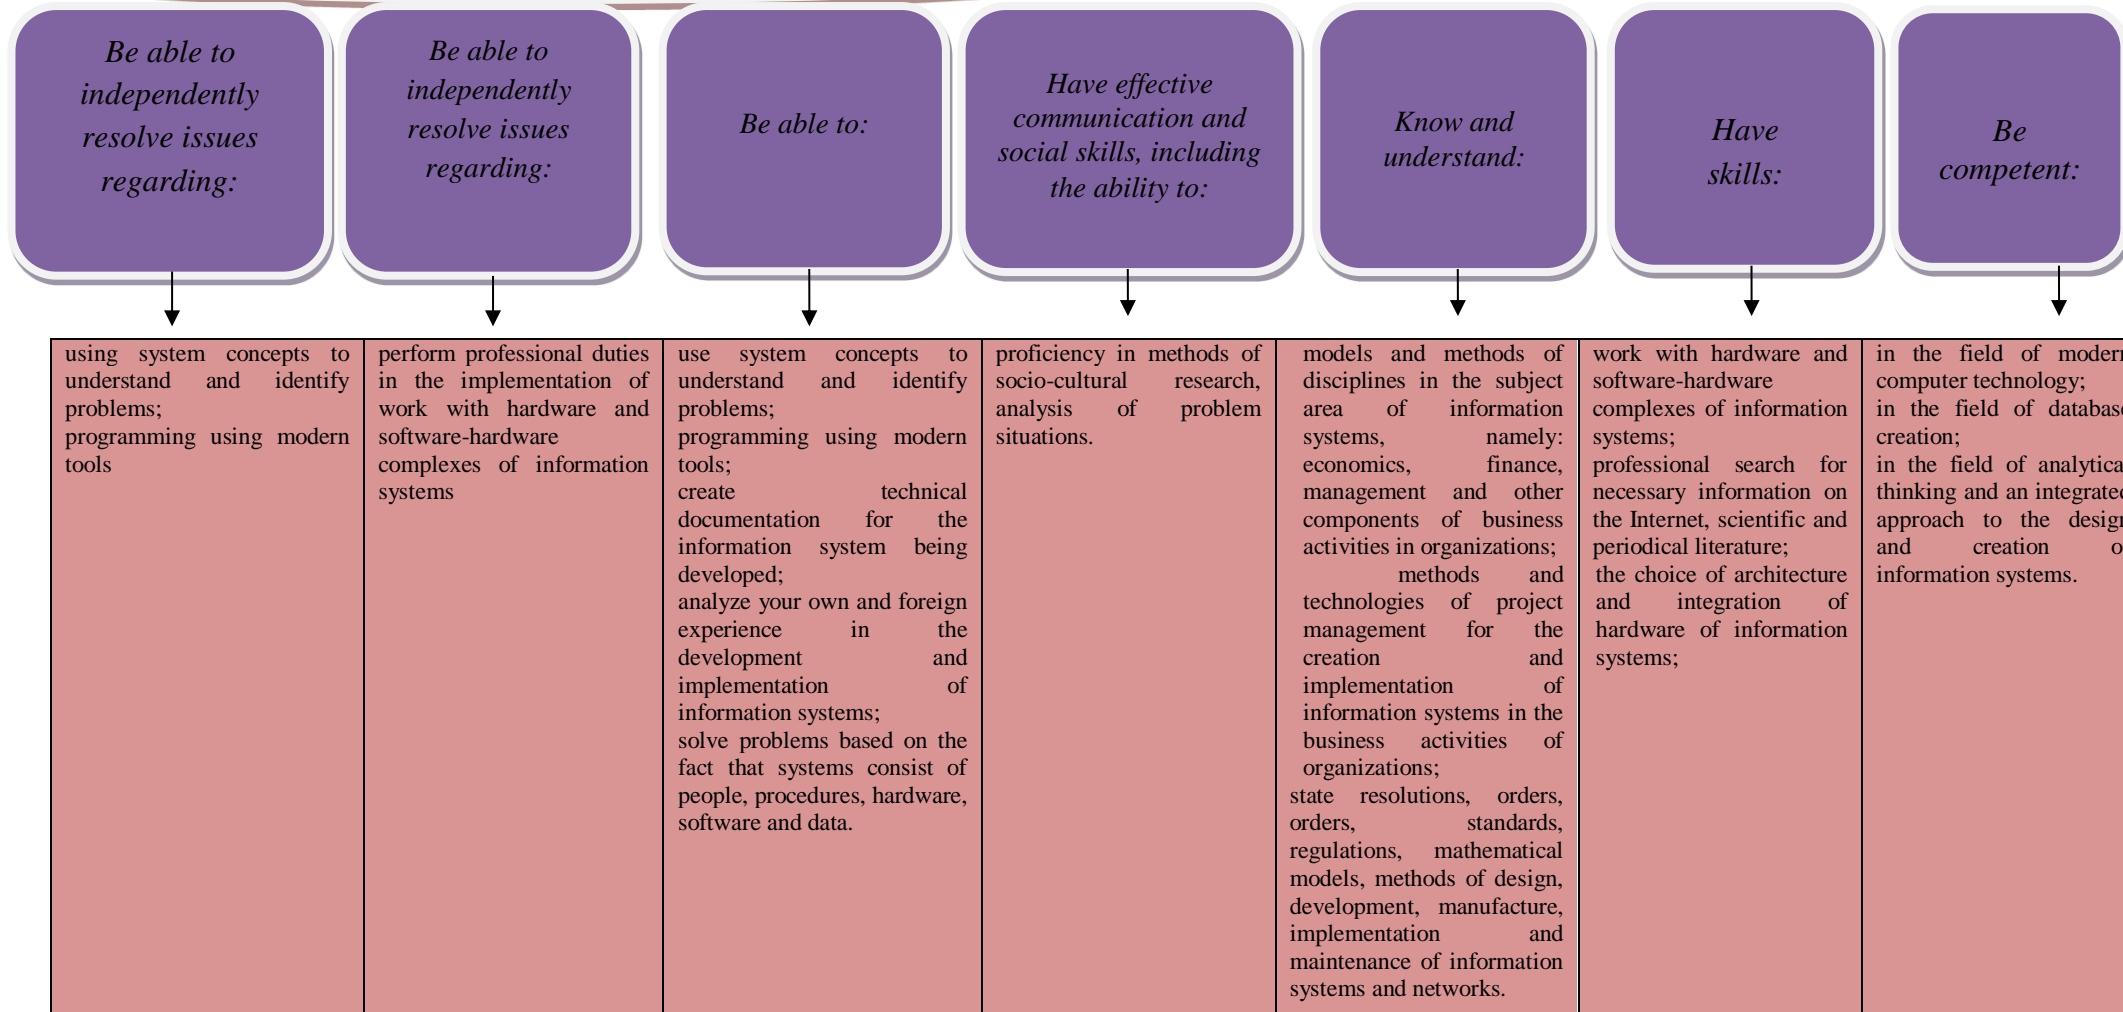 Be able to
independently
resolve issues
regarding:
Be able to
independently
resolve issues
regarding:
Be able to:
Have effective
communication and
social skills, including
the ability to:
Know and
understand:
Have
skills:
Be
competent:
using system concepts to
understand and identify
problems;
programming using modern
tools
perform professional duties
in the implementation of
work with hardware and
software-hardware
complexes of information
systems
use system concepts to
understand and identify
problems;
programming using modern
tools;
create technical
documentation for the
information system being
developed;
analyze your own and foreign
experience in the
development and
implementation of
information systems;
solve problems based on the
fact that systems consist of
people, procedures, hardware,
software and data.
proficiency in methods of
socio-cultural research,
analysis of problem
situations.
models and methods of
disciplines in the subject
area of information
systems, namely:
economics, finance,
management and other
components of business
activities in organizations;
methods and
technologies of project
management for the
creation and
implementation of
information systems in the
business activities of
organizations;
state resolutions, orders,
orders, standards,
regulations, mathematical
models, methods of design,
development, manufacture,
implementation and
maintenance of information
systems and networks.
work with hardware and
software-hardware
complexes of information
systems;
professional search for
necessary information on
the Internet, scientific and
periodical literature;
the choice of architecture
and integration of
hardware of information
systems;
in the field of modern
computer technology;
in the field of database
creation;
in the field of analytical
thinking and an integrated
approach to the design
and creation of
information systems.